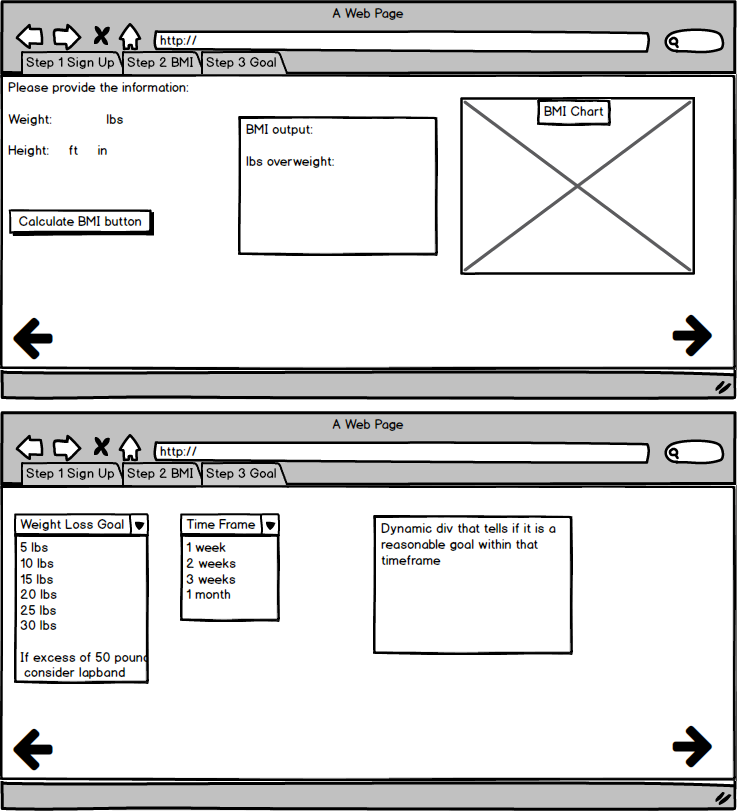 A Web Page
http://
Step 1 Sign Up Step 2 BMI Step 3 Goal
Please provide the information:
Weight: lbs
Height: ft in
Calculate BMI button
BMI output:
lbs overweight:
BMI Chart
A Web Page
http://
Step 1 Sign Up Step 2 BMI Step 3 Goal
Weight Loss Goal
5 lbs
10 lbs
15 lbs
20 lbs
25 lbs
30 lbs
If excess of 50 pound
consider lapband
Time Frame
1 week
2 weeks
3 weeks
1 month
Dynamic div that tells if it is a
reasonable goal within that
timeframe